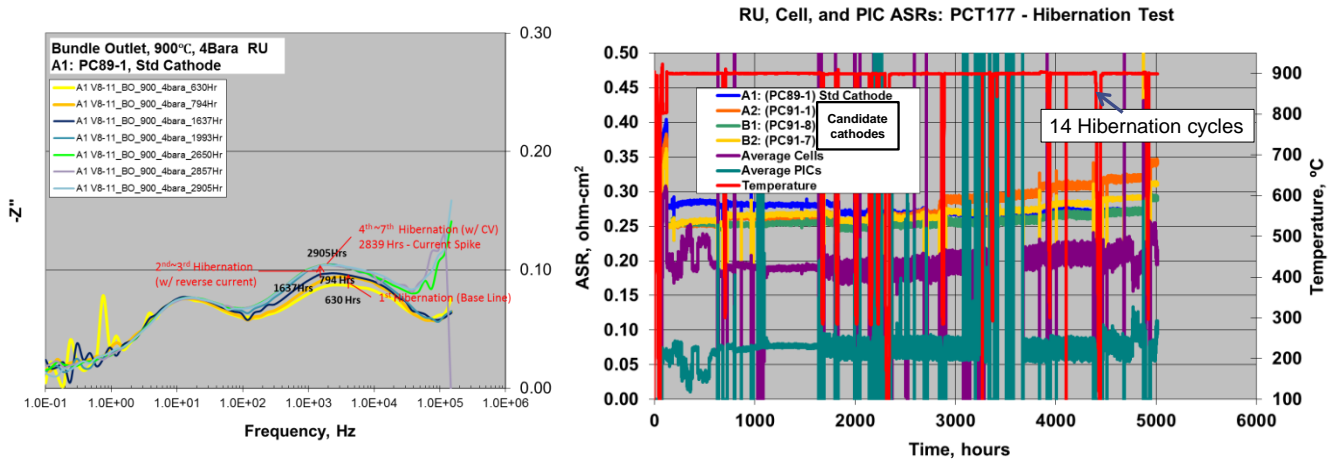 Bundle Outlet, 900ºC, 4Bara RU
A1: PC89-1, Std Cathode
A1 V8-11_BO_900_4bara_630Hr
A1 V8-11_BO_900_4bara_794Hr
A1 V8-11_BO_900_4bara_1637Hr
A1 V8-11_BO_900_4bara_1993Hr
A1 V8-11_BO_900_4bara_2650Hr
A1 V8-11_BO_900_4bara_2857Hr
A1 V8-11_BO_900_4bara_2905Hr
4th~7th Hibernation (w/ CV)
2839 Hrs - Current Spike
2905Hrs
2nd~3rd Hibernation
(w/ reverse current)
1637Hrs
794 Hrs
1st Hibernation (Base Line)
630 Hrs
-Z"
0.30
0.20
0.10
0.00
1.0E-01
1.0E+00
1.0E+01
1.0E+02
1.0E+03
1.0E+04
1.0E+05
1.0E+06
Frequency, Hz
RU, Cell, and PIC ASRs: PCT177 - Hibernation Test
0.50
0.45
0.40
0.35
0.30
0.25
0.20
0.15
0.10
0.05
0.00
ASR, ohm-cm2
A1: (PC89-1) Std Cathode
A2: (PC91-1)
B1: (PC91-8)
B2: (PC91-7)
Average Cells
Average PICs
Temperature
Candidate
cathodes
14 Hibernation cycles
900
800
700
600
500
400
300
200
100
Temperature, ºC
0
1000
2000
3000
4000
5000
6000
Time, hours